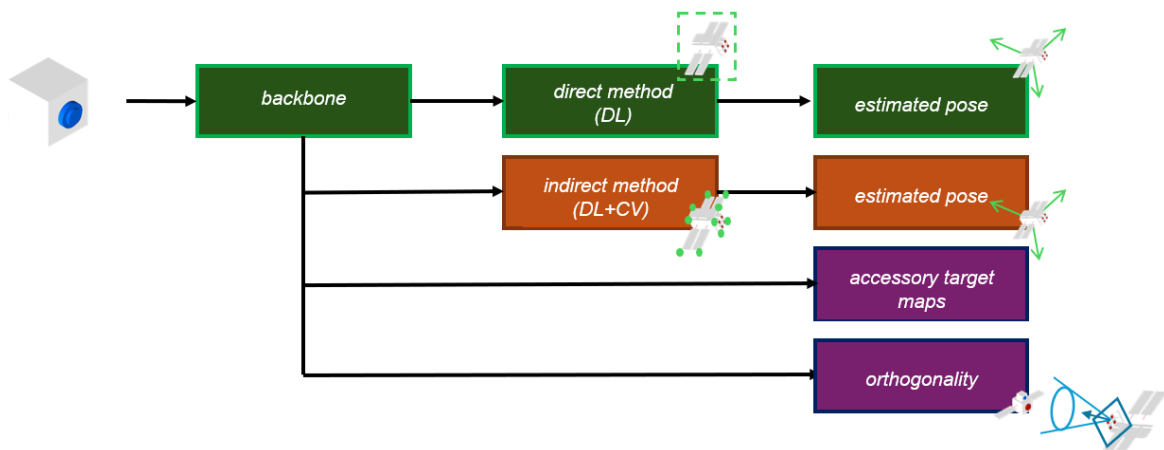 backbone
direct method
(DL)
estimated pose
indirect method
(DL+CV)
estimated pose
accessory target
maps
orthogonality